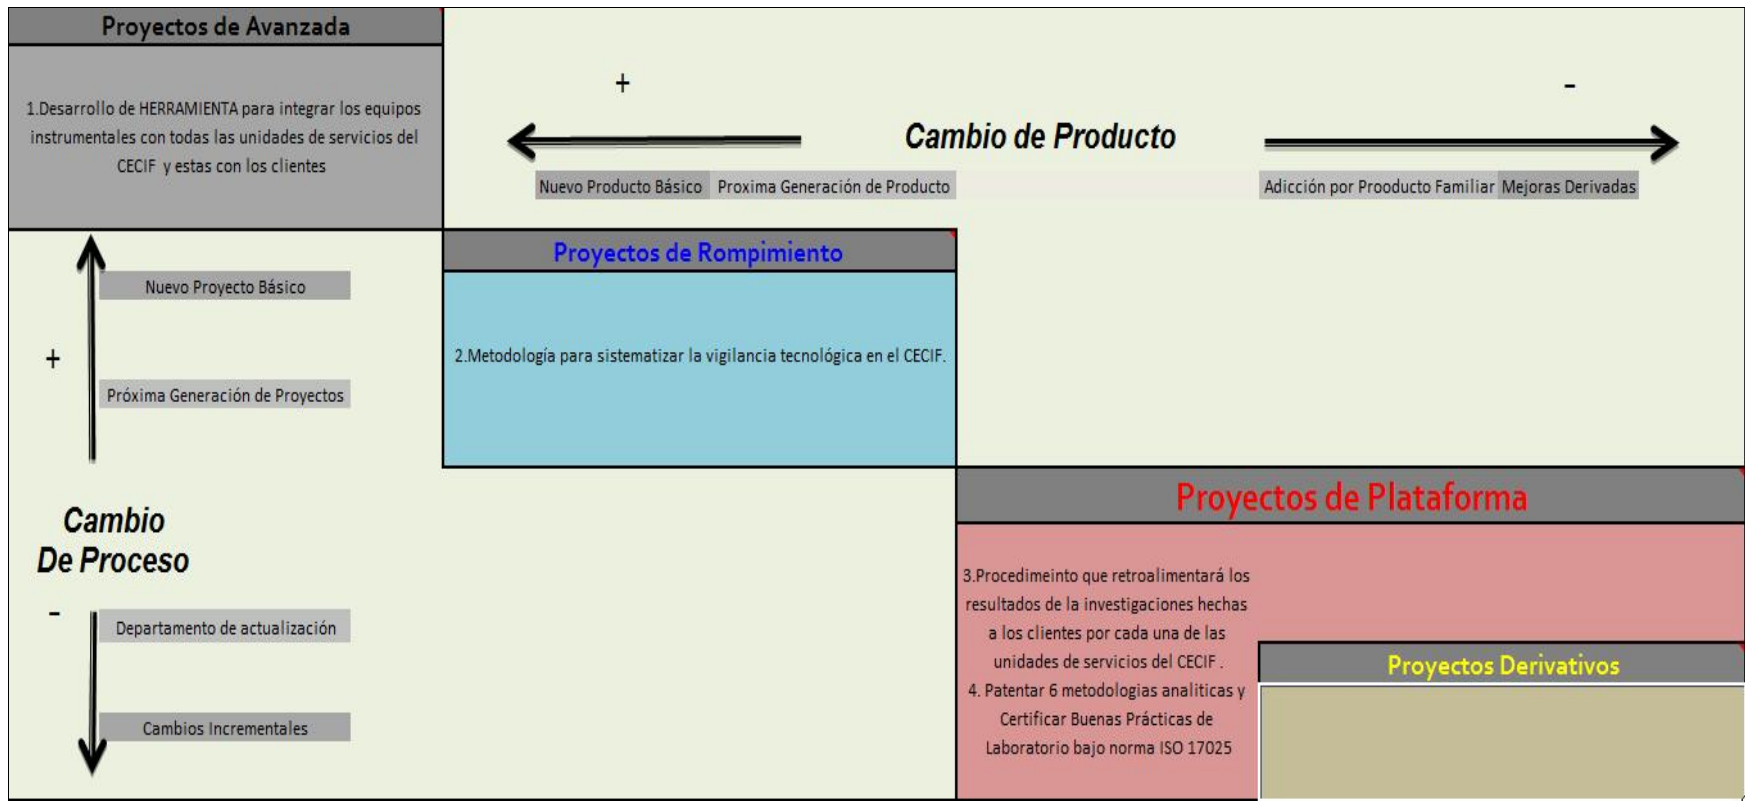 Proyectos de Avanzada
1.Desarrollo de HERRAMIENTA para integrar los equipos
instrumentales con todas las unidades de servicios del
CECIF y estas con los clientes
+
-
Cambio de Producto
Nuevo Producto Básico
Proxima Generación de Producto
Adicción por Prooducto Familiar
Mejoras Derivadas
Proyectos de Rompimiento
2.Metodología para sistematizar la vigilancia tecnológica en el CECIF.
Nuevo Proyecto Básico
+
Próxima Generación de Proyectos
Cambio
De Proceso
-
Departamento de actualización
Cambios Incrementales
Proyectos de Plataforma
3.Procedimeinto que retroalimentará los
resultados de la investigaciones hechas
a los clientes por cada una de las
unidades de servicios del CECIF .
4. Patentar 6 metodologias analiticas y
Certificar Buenas Prácticas de
Laboratorio bajo norma ISO 17025
Proyectos Derivativos